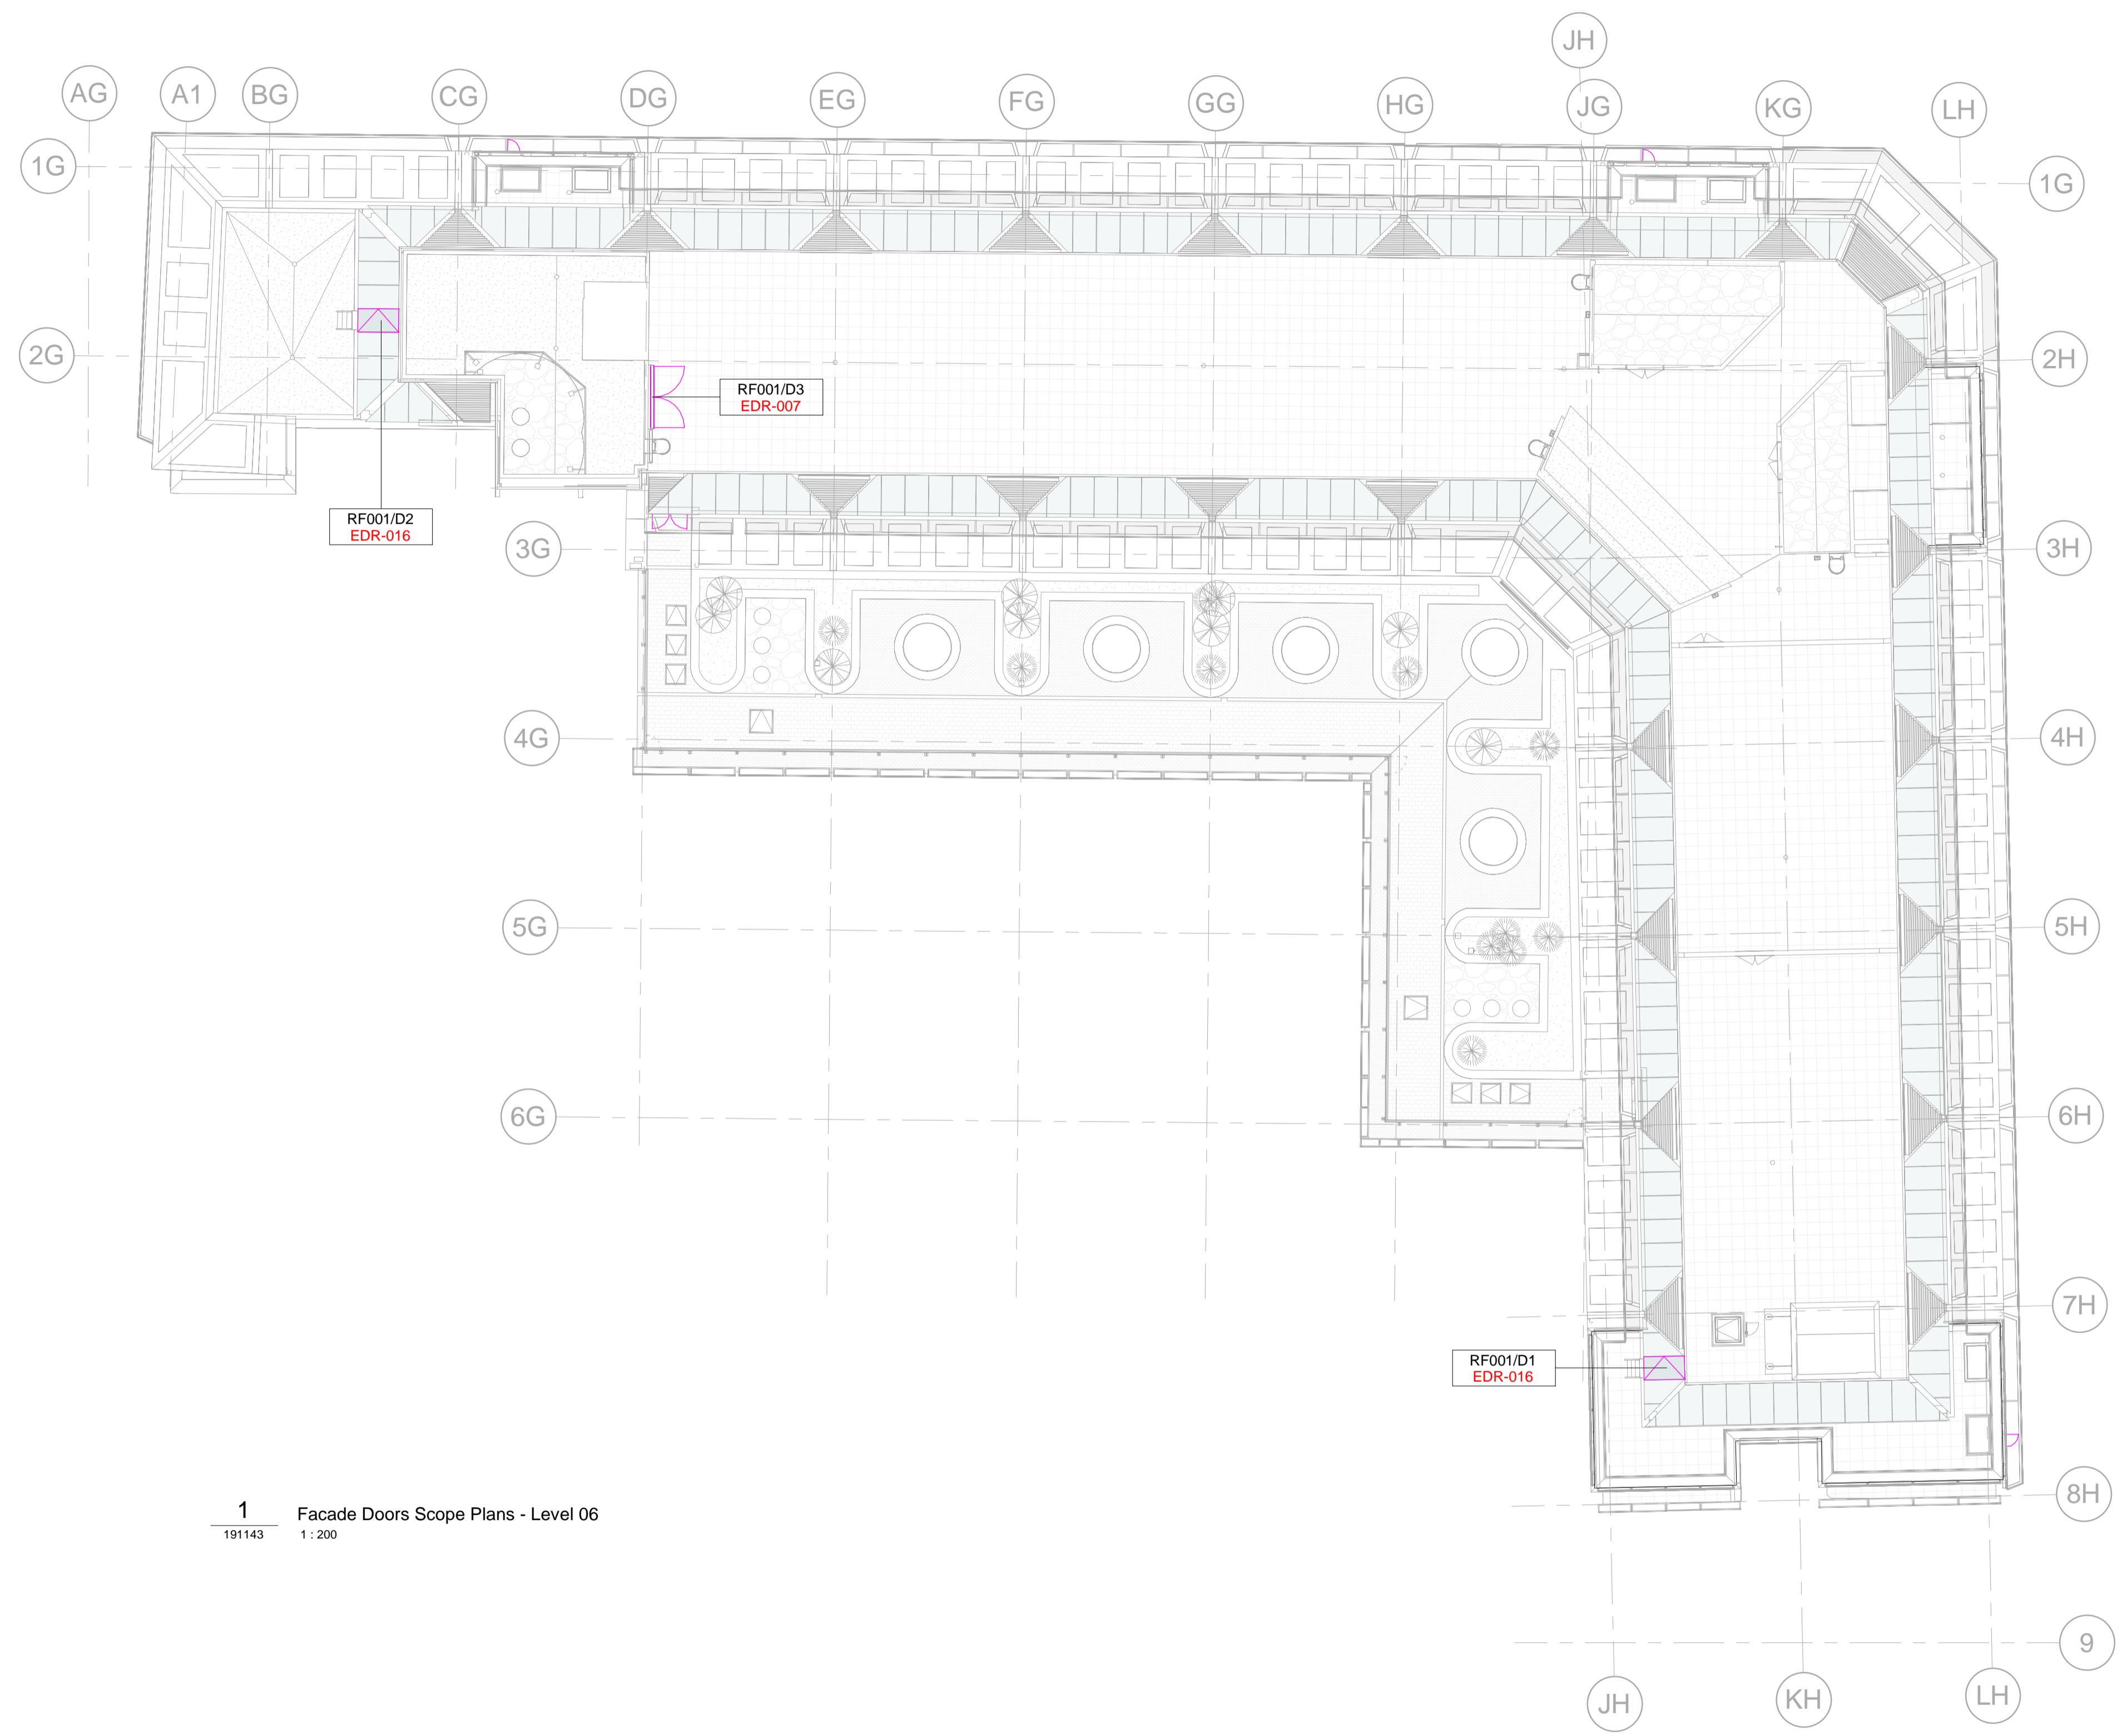 JH
AG
A1
BG
CG
DG
EG
FG
GG
HG
JG
KG
LH
1G
1G
2G
2H
RF001/D3
EDR-007
RF001/D2
EDR-016
3G
3H
4G
4H
5G
5H
6G
6H
7H
RF001/D1
EDR-016
8H
1
Facade Doors Scope Plans - Level 06
191143
1 : 200
9
JH
KH
LH